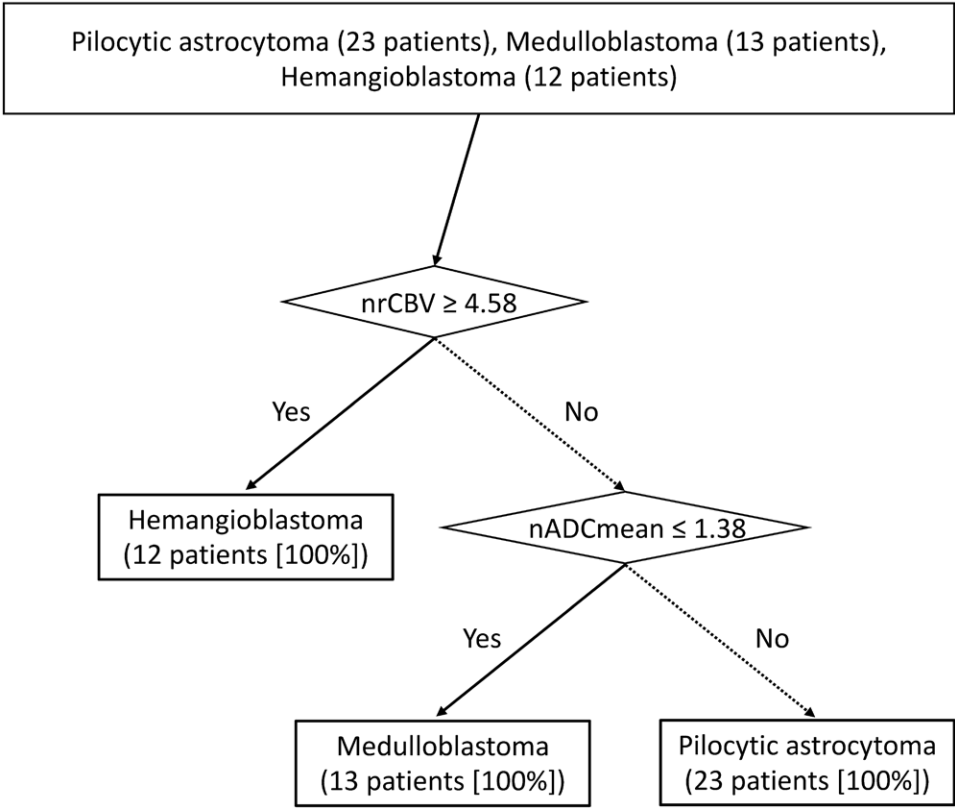 Pilocytic astrocytoma (23 patients), Medulloblastoma (13 patients),
Hemangioblastoma (12 patients)
nrCBV ≥ 4.58
Yes
No
Hemangioblastoma
(12 patients [100%])
nADCmean ≤ 1.38
Yes
No
Medulloblastoma
(13 patients [100%])
Pilocytic astrocytoma
(23 patients [100%])